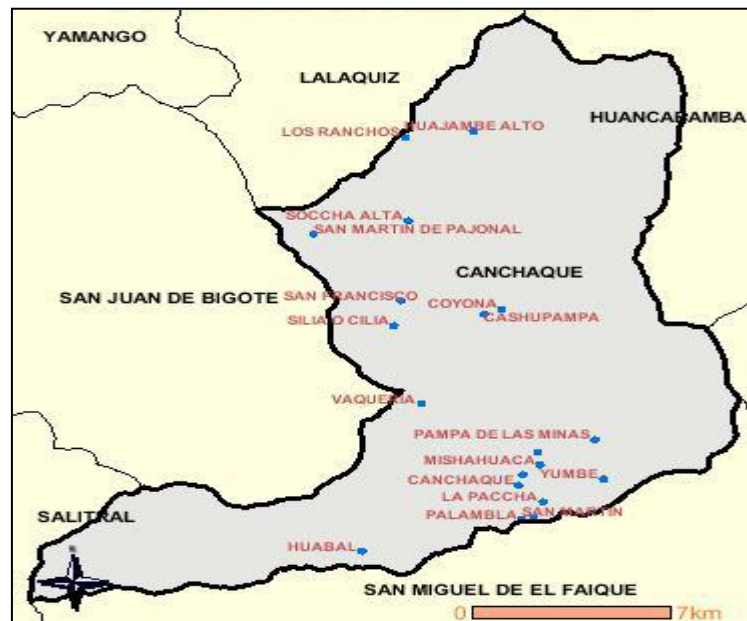 YAMANGO
LALAQUIZ
HUANCABAMBA
LOS RANCHOS
HUAJAMBE ALTO
SOCCHA ALTA
SAN MARTIN DE PAJONAL
CANCHAQUE
SAN JUAN DE BIGOTE
SAN FRANCISCO
COYONA
CASHUPAMPA
SILIA O CILIA
VAQUERIA
PAMPA DE LAS MINAS
MISHAHUACA
YUMBE
CANCHAQUE
LA PACCHA
SALITRAL
PALAMBLA
SAN MARTIN
HUABAL
SAN MIGUEL DE EL FAIQUE
0 7km